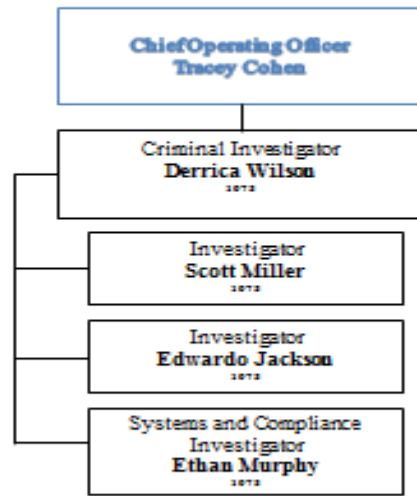 Chief Operating Officer
Tracey Cohen
Criminal Investigator
Derrica Wilson
Investigator
Scott Miller
Investigator
Edwardo Jackson
Systems and Compliance
Investigator
Ethan Murphy